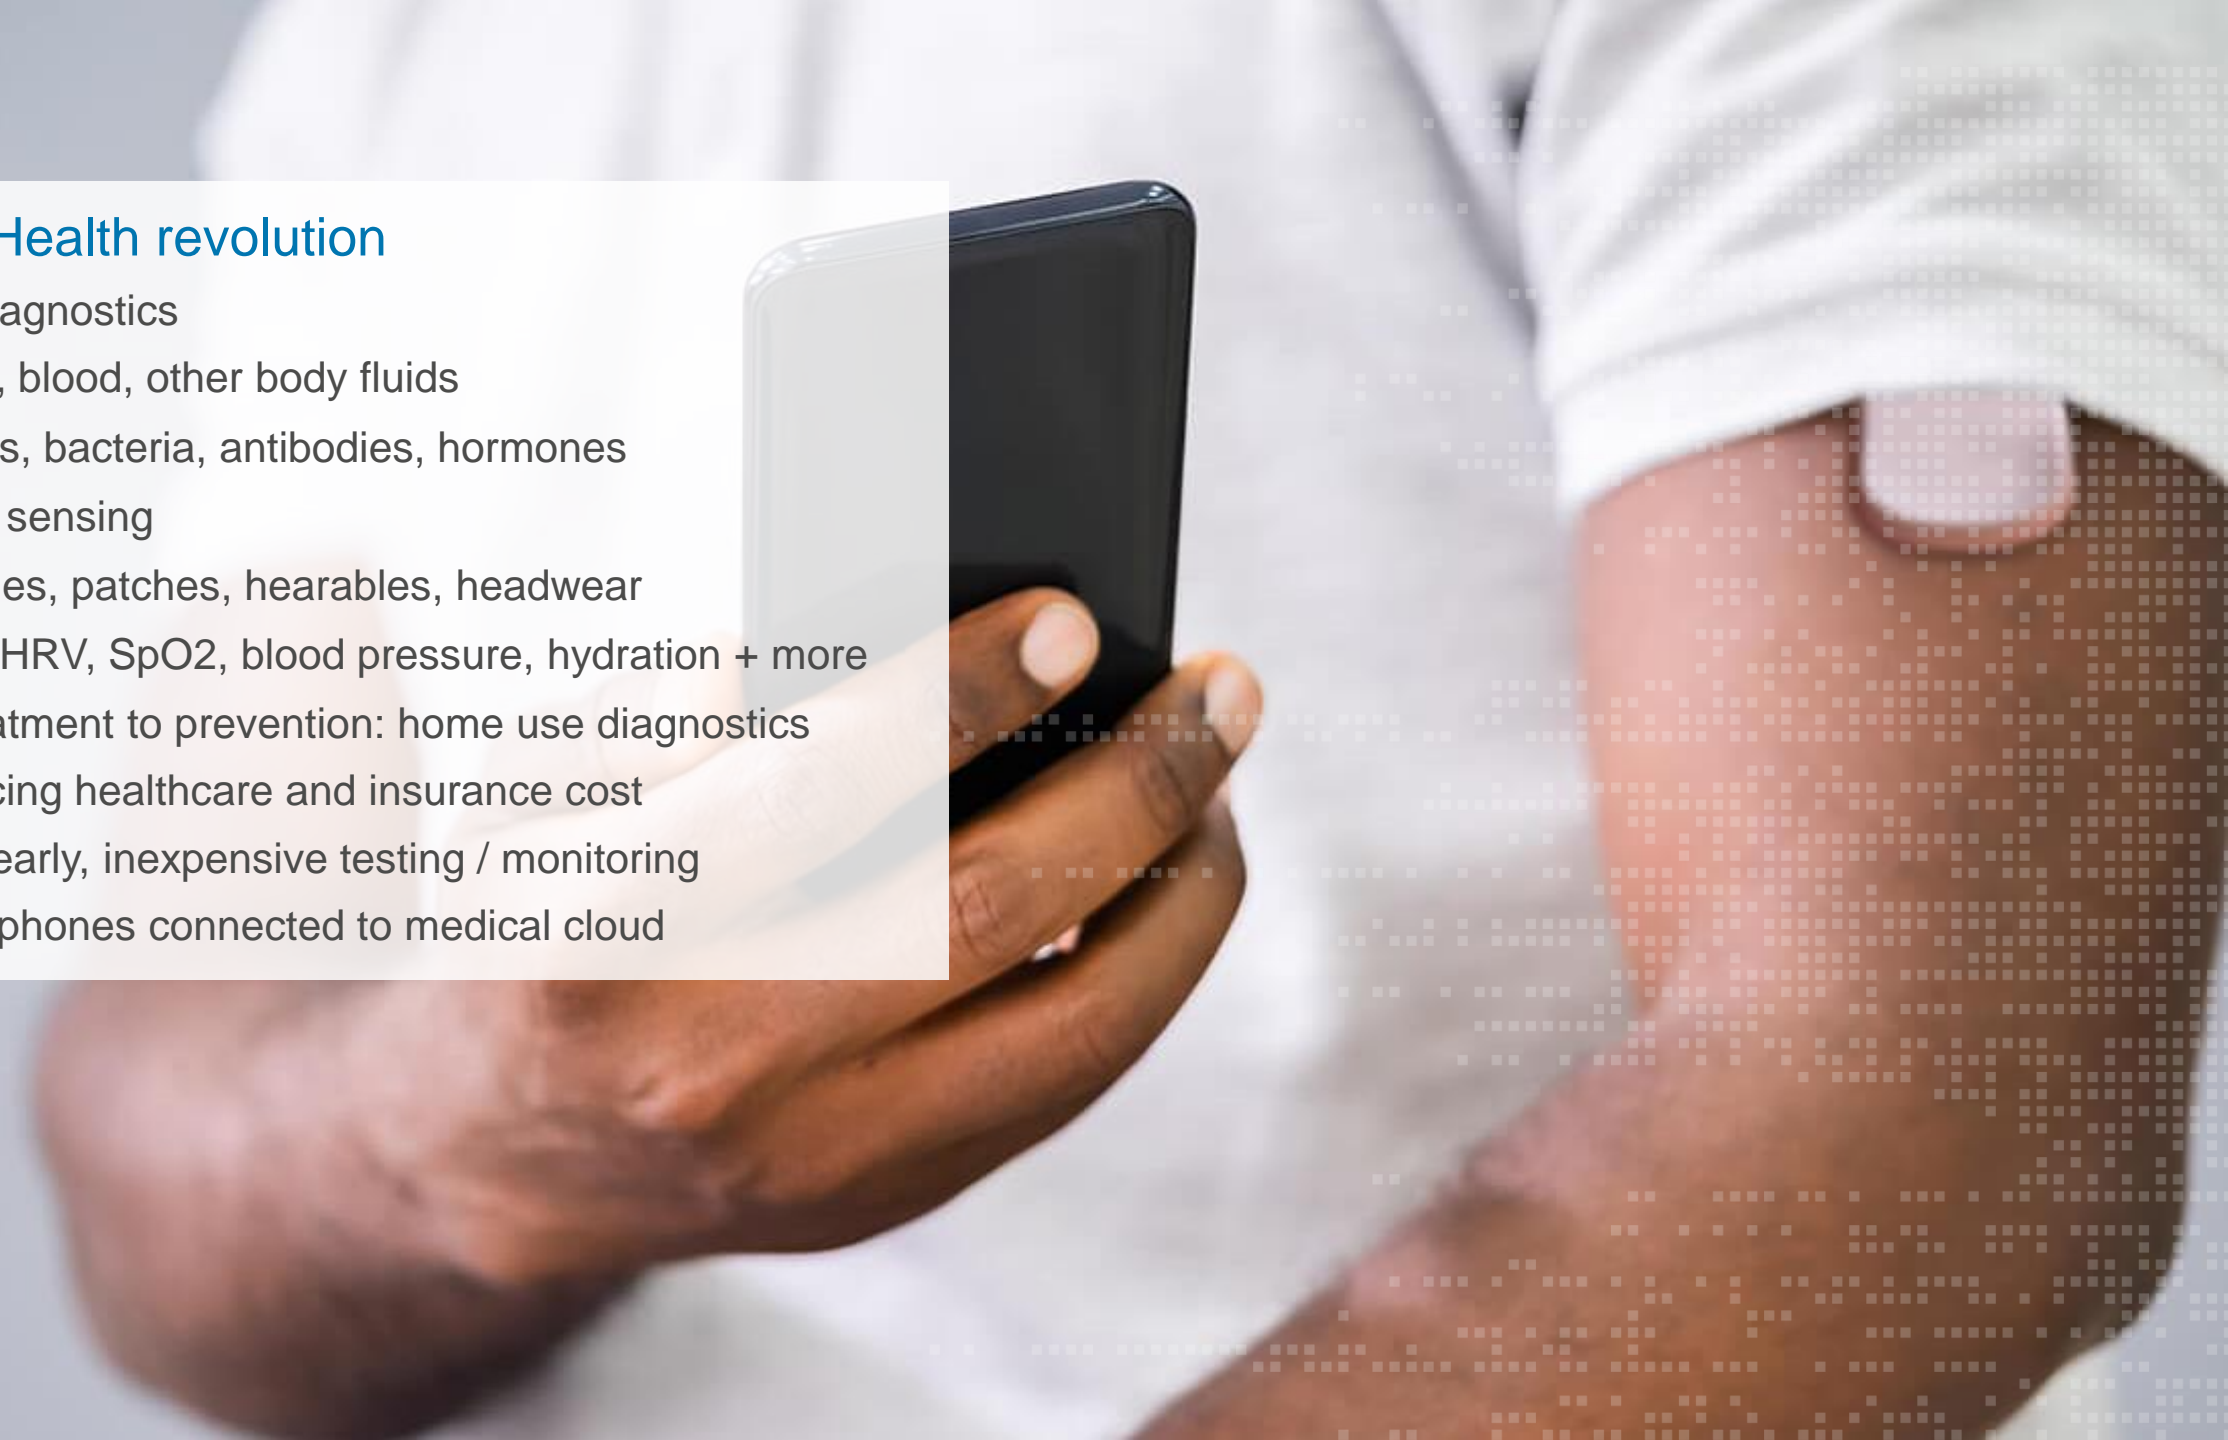 Health revolution
agnostics
, blood, other body fluids
s, bacteria, antibodies, hormones
sensing
es, patches, hearables, headwear
HRV, SpO2, blood pressure, hydration + more
atment to prevention: home use diagnostics
cing healthcare and insurance cost
early, inexpensive testing / monitoring
phones connected to medical cloud